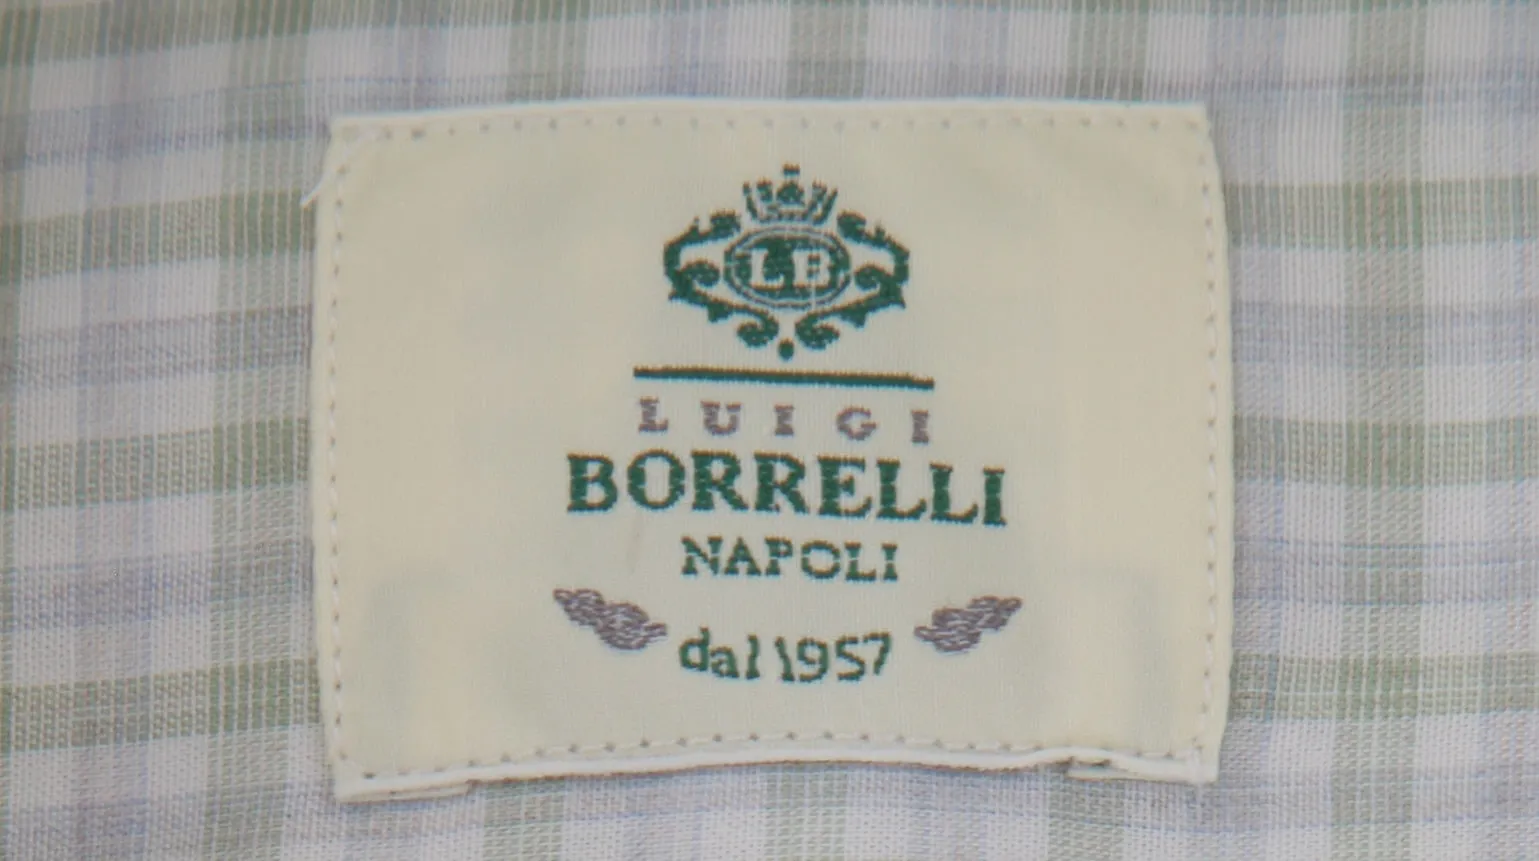 LB
LUIGI
BORRELLI
NAPOLI
dal 1957